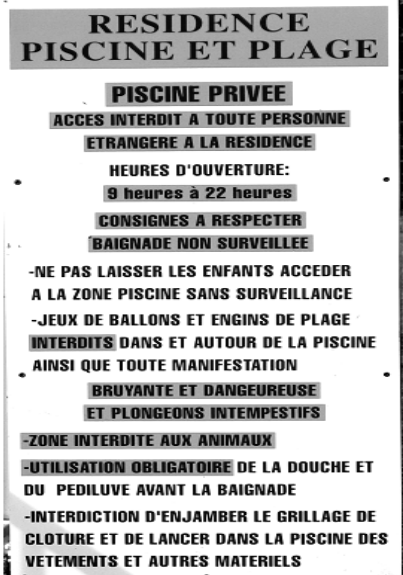 RESIDENCE
PISCINE ET PLAGE
PISCINE PRIVEE
ACCES INTERDIT A TOUTE PERSONNE
ETRANGERE A LA RESIDENCE
HEURES D'OUVERTURE:
9 heures à 22 heures
CONSIGNES A RESPECTER
BAIGNADE NON SURVEILLEE
-NE PAS LAISSER LES ENFANTS ACCEDER
A LA ZONE PISCINE SANS SURVEILLANCE
-JEUX DE BALLONS ET ENGINS DE PLAGE
INTERDITS DANS ET AUTOUR DE LA PISCINE
AINSI QUE TOUTE MANIFESTATION
BRUYANTE ET DANGEUREUSE
ET PLONGEONS INTEMPESTIFS
-ZONE INTERDITE AUX ANIMAUX
-UTILISATION OBLIGATOIRE DE LA DOUCHE ET
DU PEDILUVE AVANT LA BAIGNADE
-INTERDICTION D'ENJAMBER LE GRILLAGE DE
CLOTURE ET DE LANCER DANS LA PISCINE DES
VETEMENTS ET AUTRES MATERIELS